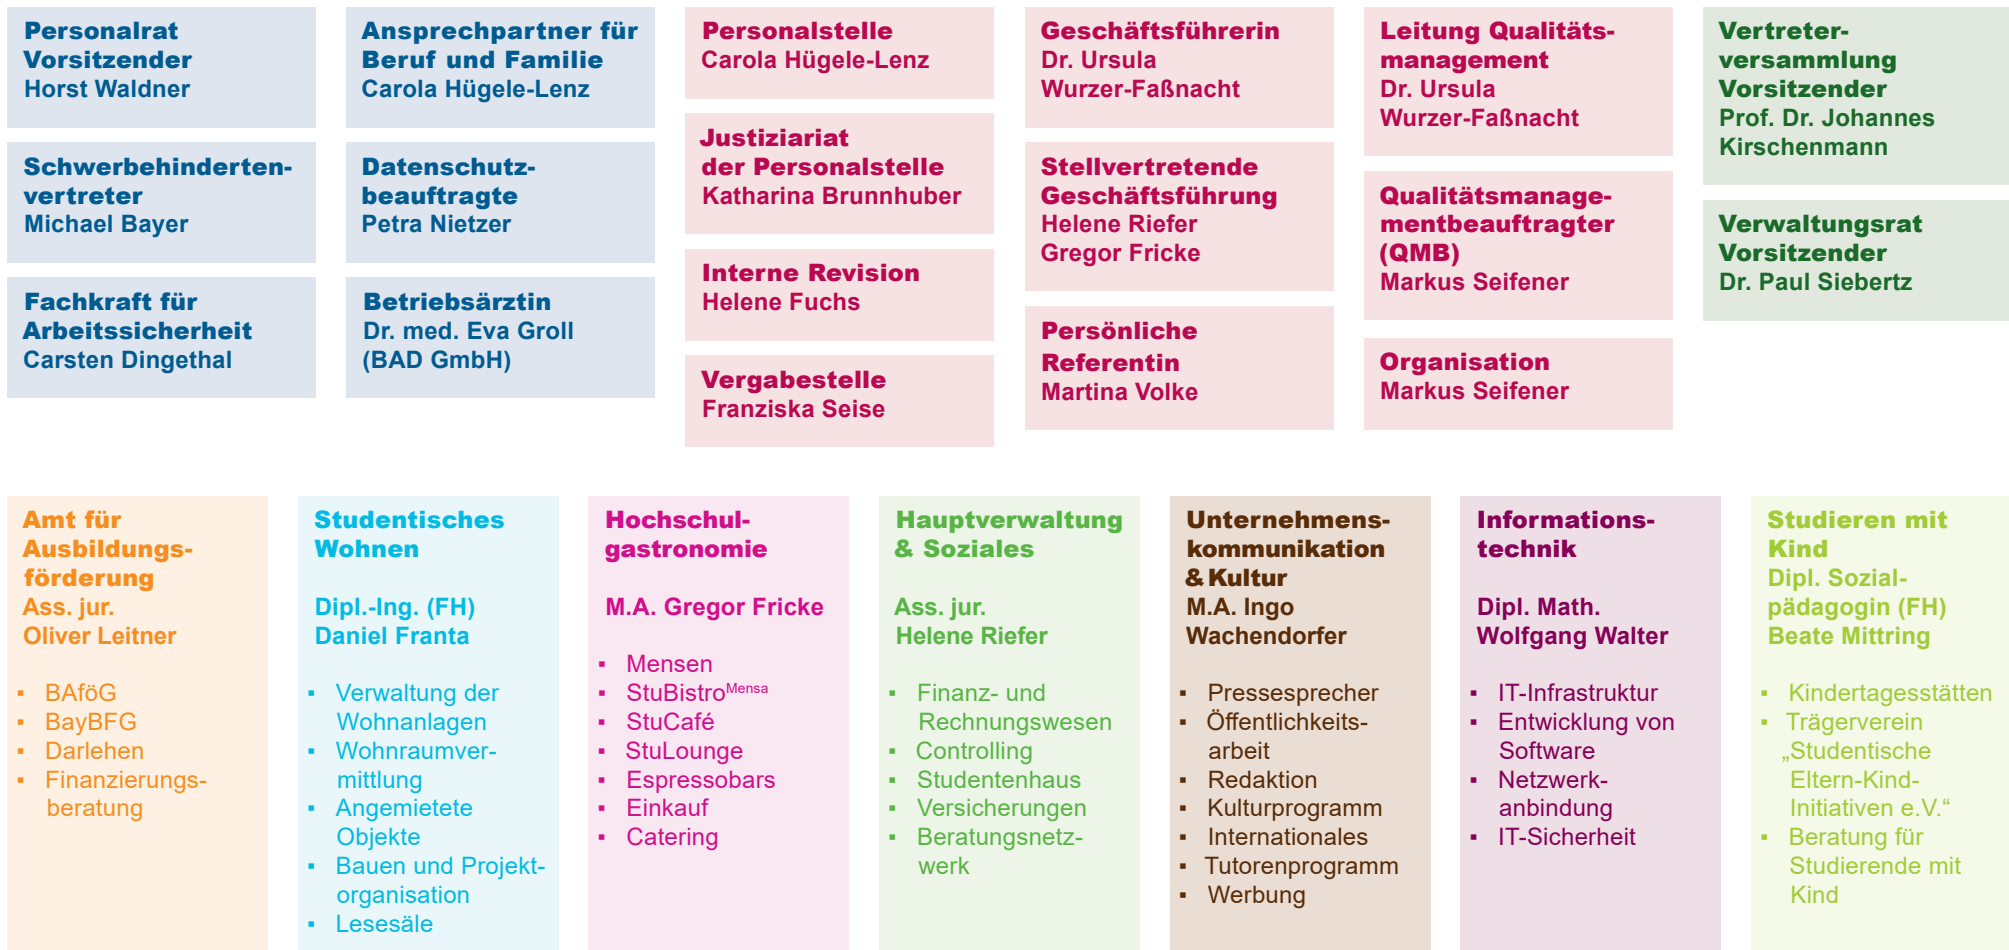 Personalrat
Vorsitzender
Horst Waldner
Schwerbehinderten-
vertreter
Michael Bayer
Fachkraft für
Arbeitssicherheit
Carsten Dingethal
Ansprechpartner für
Beruf und Familie
Carola Hügele-Lenz
Datenschutz-
beauftragte
Petra Nietzer
Betriebsärztin
Dr. med. Eva Groll
(BAD GmbH)
Personalstelle
Carola Hügele-Lenz
Justiziariat
der Personalstelle
Katharina Brunnhuber
Interne Revision
Helene Fuchs
Vergabestelle
Franziska Seise
Geschäftsführerin
Dr. Ursula
Wurzer-Faßnacht
Stellvertretende
Geschäftsführung
Helene Riefer
Gregor Fricke
Persönliche
Referentin
Martina Volke
Leitung Qualitäts-
management
Dr. Ursula
Wurzer-Faßnacht
Qualitätsmanage-
mentbeauftragter
(QMB)
Markus Seifener
Organisation
Markus Seifener
Vertreter-
versammlung
Vorsitzender
Prof. Dr. Johannes
Kirschenmann
Verwaltungsrat
Vorsitzender
Dr. Paul Siebertz
Amt für
Ausbildungs-
förderung
Ass. jur.
Oliver Leitner
▪ BAföG
▪ BayBFG
▪ Darlehen
▪ Finanzierungs-
beratung
Studentisches
Wohnen
Dipl.-Ing. (FH)
Daniel Franta
▪ Verwaltung der
Wohnanlagen
▪ Wohnraumver-
mittlung
▪ Angemietete
Objekte
▪ Bauen und Projekt-
organisation
▪ Lesesäle
Hochschul-
gastronomie
M.A. Gregor Fricke
▪ Mensen
▪ StuBistroMensa
▪ StuCafé
▪ StuLounge
▪ Espressobars
▪ Einkauf
▪ Catering
Hauptverwaltung
& Soziales
Ass. jur.
Helene Riefer
▪ Finanz- und
Rechnungswesen
▪ Controlling
▪ Studentenhaus
▪ Versicherungen
▪ Beratungsnetz-
werk
Unternehmens-
kommunikation
& Kultur
M.A. Ingo
Wachendorfer
▪ Pressesprecher
▪ Öffentlichkeits-
arbeit
▪ Redaktion
▪ Kulturprogramm
▪ Internationales
▪ Tutorenprogramm
▪ Werbung
Informations-
technik
Dipl. Math.
Wolfgang Walter
▪ IT-Infrastruktur
▪ Entwicklung von
Software
▪ Netzwerk-
anbindung
▪ IT-Sicherheit
Studieren mit
Kind
Dipl. Sozial-
pädagogin (FH)
Beate Mittring
▪ Kindertagesstätten
▪ Trägerverein
„Studentische
Eltern-Kind-
Initiativen e.V.“
▪ Beratung für
Studierende mit
Kind